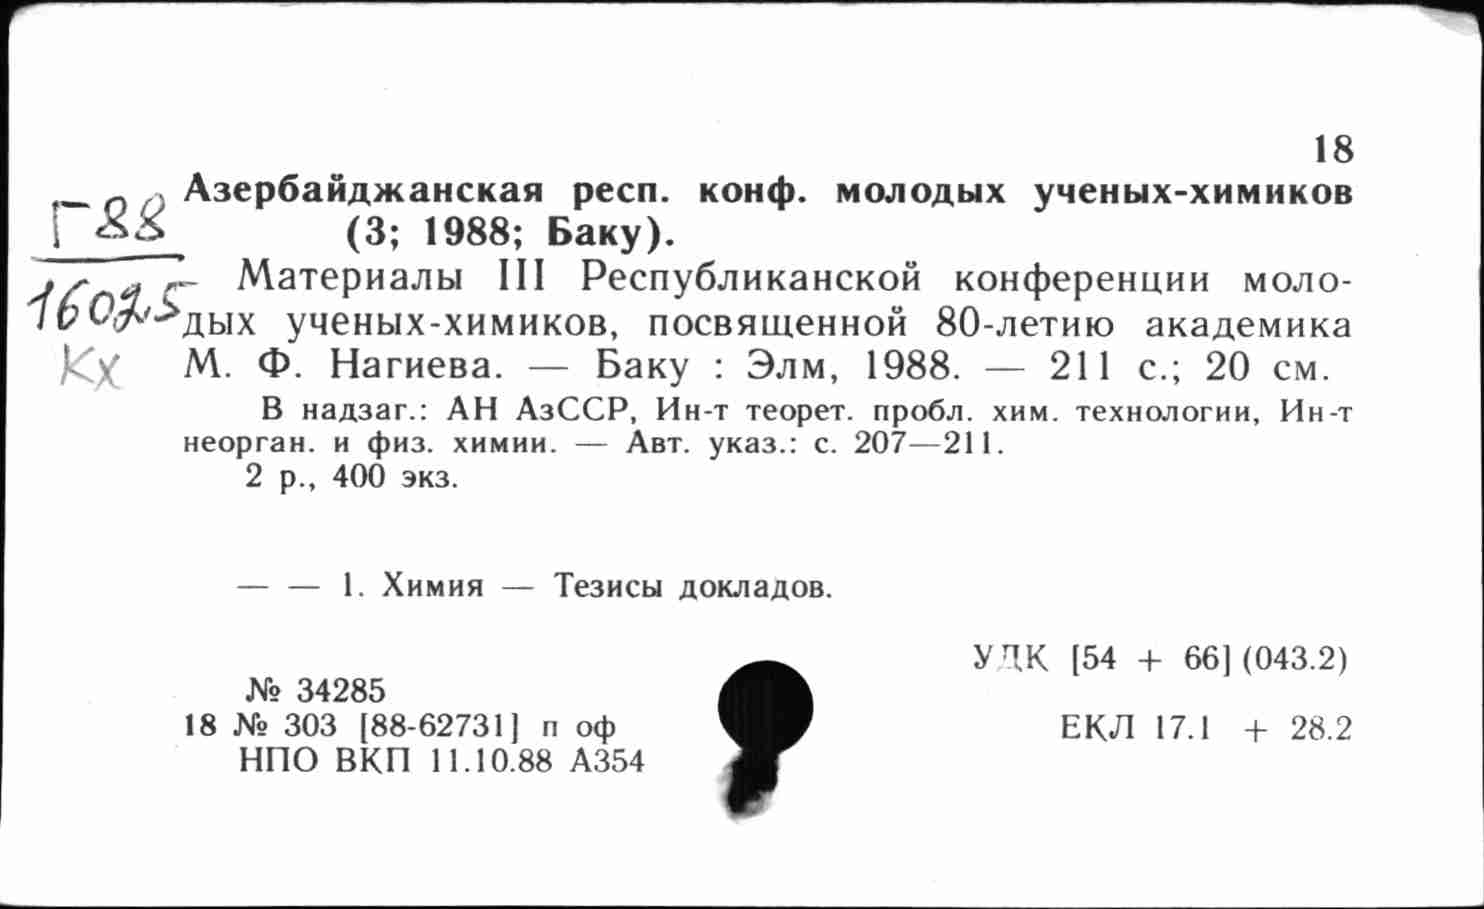 18
Азербайджанская респ. конф. молодых ученых-химиков
(3; 1988; Баку).
Г88
16025
Кх
Материалы III Республиканской конференции моло-
дых ученых-химиков, посвященной 80-летию академика
М. Ф. Нагиева. — Баку : Элм, 1988. — 211 с.; 20 см.
В надзаг.: АН АзССР, Ин-т теорет. пробл. хим. технологии, Ин-т
неорган. и физ. химии. — Авт. указ.: с. 207—211.
2 р., 400 экз.
— — 1. Химия — Тезисы докладов.
УДК [54 + 66] (043.2)
№ 34285
18 № 303 [88-62731] п оф
ЕКЛ 17.1 + 28.2
НПО ВКП 11.10.88 А354